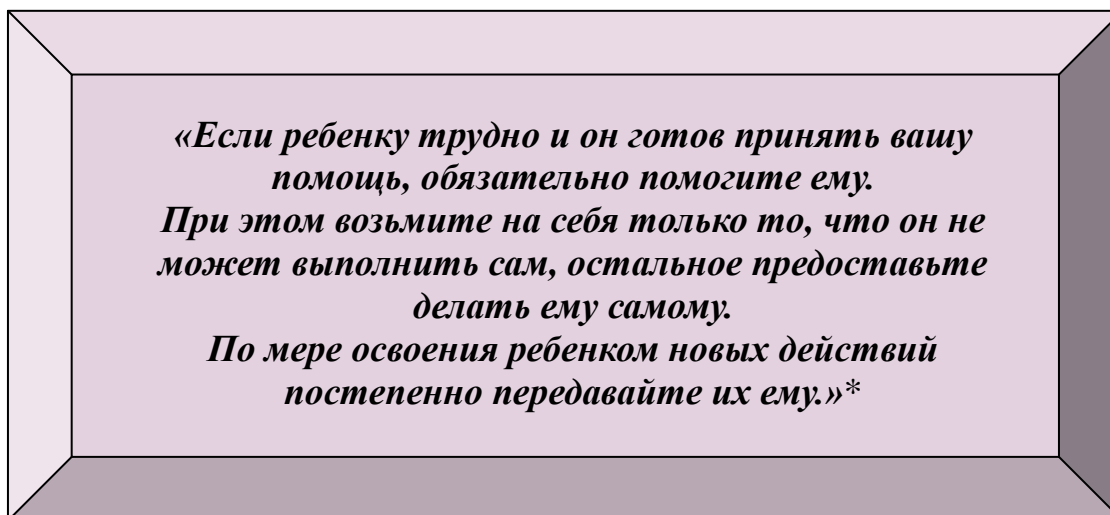 «Если ребенку трудно и он готов принять вашу
помощь, обязательно помогите ему.
При этом возьмите на себя только то, что он не
может выполнить сам, остальное предоставьте
делать ему самому.
По мере освоения ребенком новых действий
постепенно передавайте их ему.»*